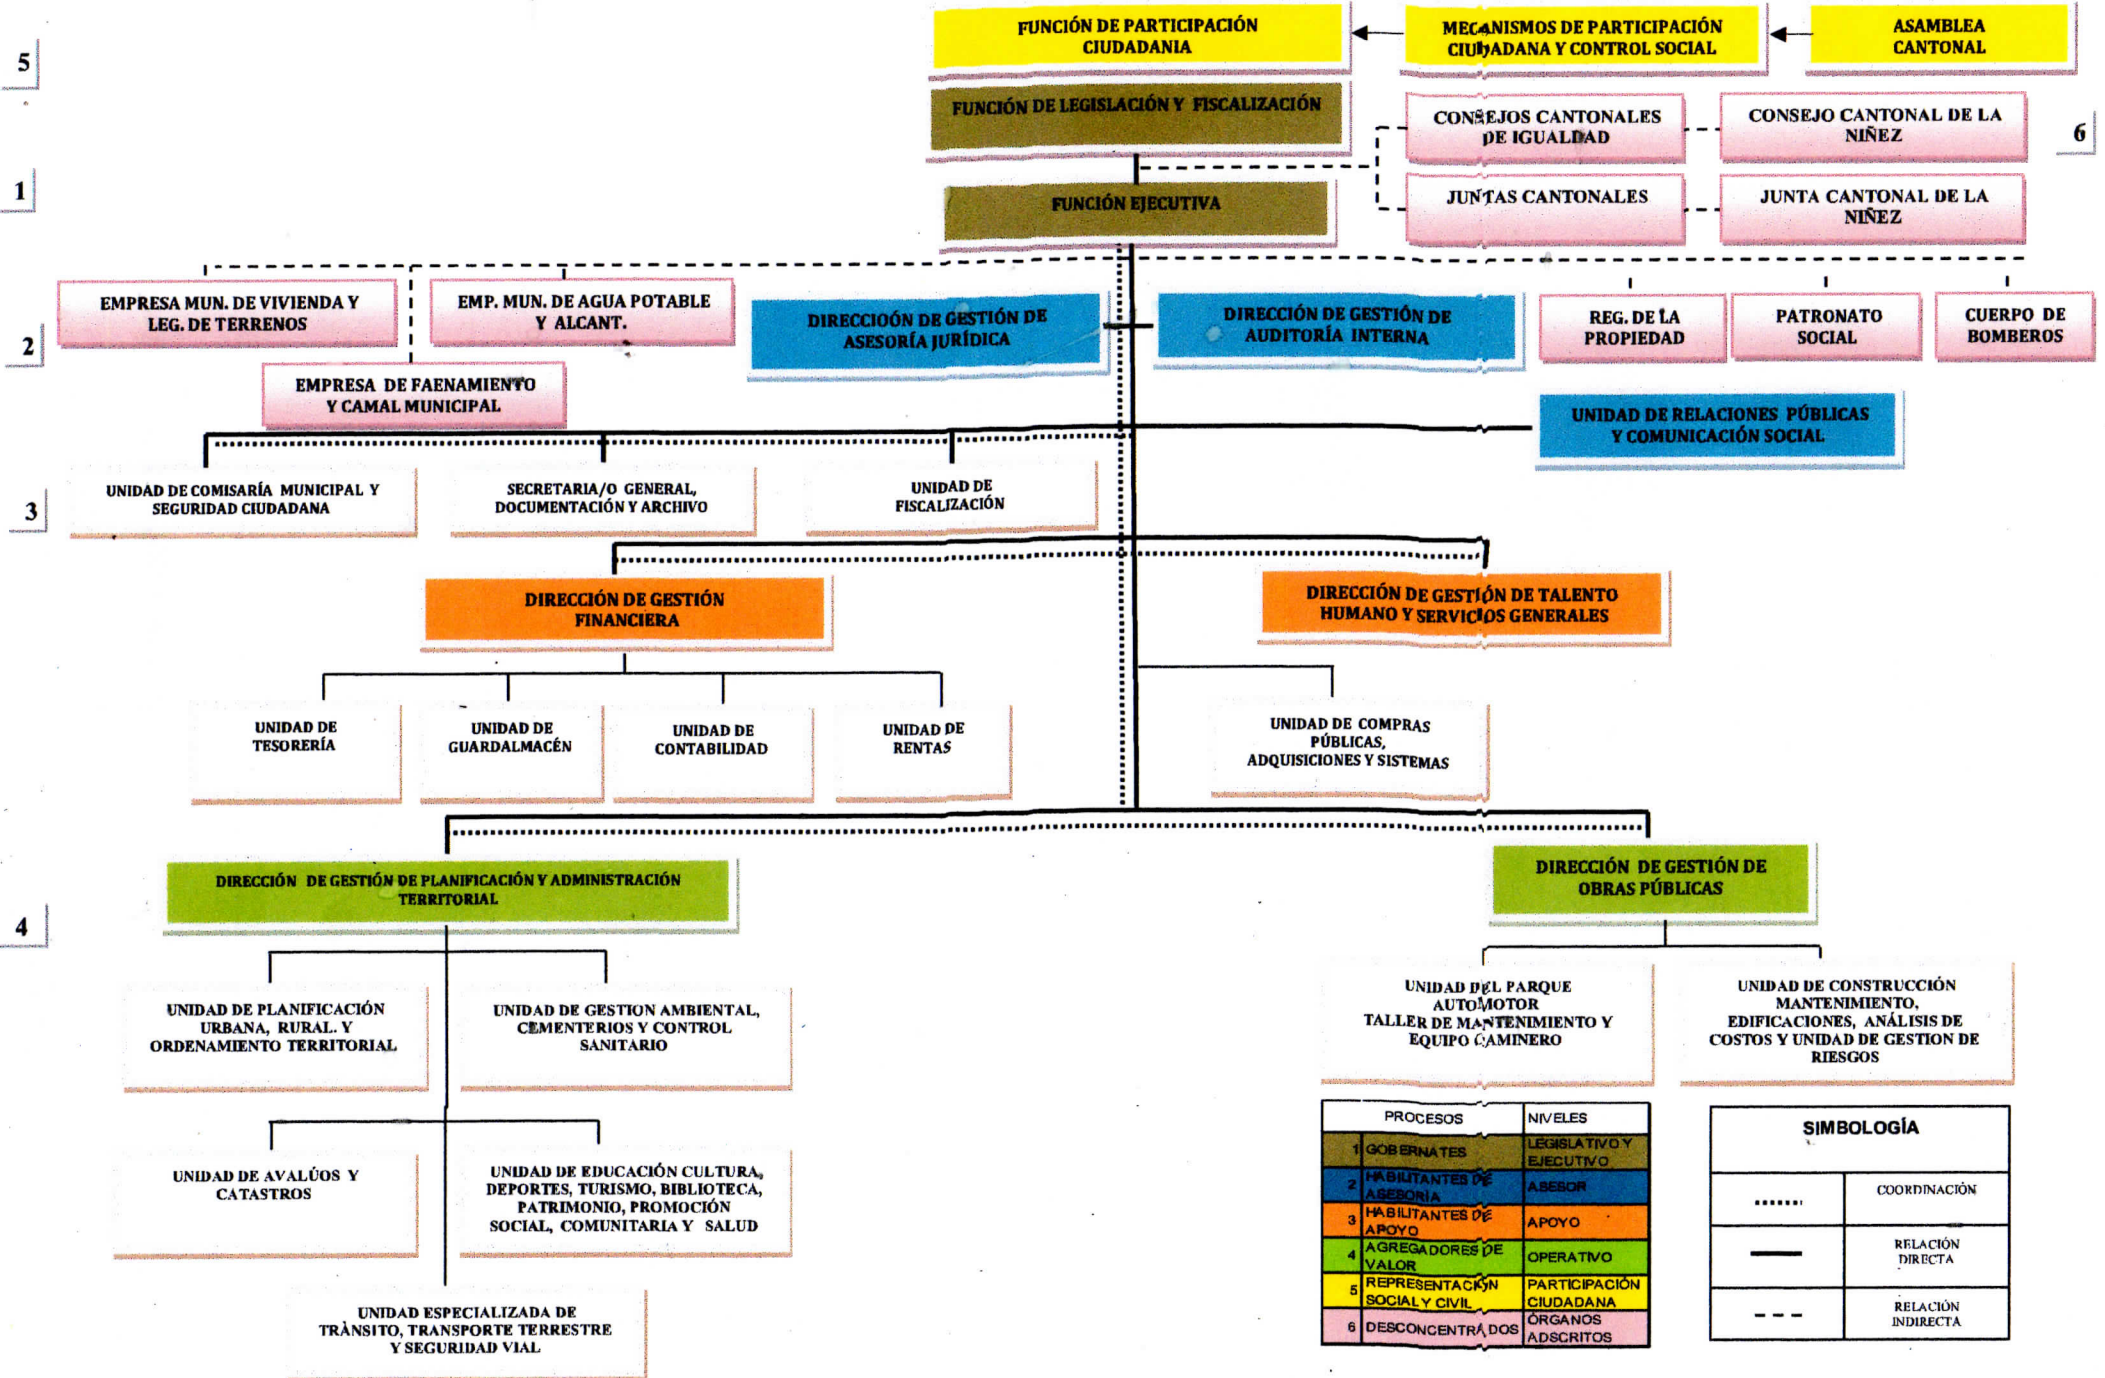 FUNCIÓN DE PARTICIPACIÓN
CIUDADANIA
MECANISMOS DE PARTICIPACIÓN
CIUDADANA Y CONTROL SOCIAL
ASAMBLEA
CANTONAL
5
FUNCIÓN DE LEGISLACIÓN Y FISCALIZACIÓN
CONSEJOS CANTONALES
DE IGUALDAD
CONSEJO CANTONAL DE LA
NIÑEZ
6
1
FUNCIÓN EJECUTIVA
JUNTAS CANTONALES
JUNTA CANTONAL DE LA
NIÑEZ
EMPRESA MUN. DE VIVIENDA Y
LEG. DE TERRENOS
EMP. MUN. DE AGUA POTABLE
Y ALCANT.
DIRECCIOÓN DE GESTIÓN DE
ASESORÍA JURÍDICA
DIRECCIÓN DE GESTIÓN DE
AUDITORÍA INTERNA
REG. DE LA
PROPIEDAD
PATRONATO
SOCIAL
CUERPO DE
BOMBEROS
2
EMPRESA DE FAENAMIENTO
Y CAMAL MUNICIPAL
UNIDAD DE RELACIONES PÚBLICAS
Y COMUNICACIÓN SOCIAL
3
UNIDAD DE COMISARÍA MUNICIPAL Y
SEGURIDAD CIUDADANA
SECRETARIA/O GENERAL,
DOCUMENTACIÓN Y ARCHIVO
UNIDAD DE
FISCALIZACIÓN
DIRECCIÓN DE GESTIÓN
FINANCIERA
DIRECCIÓN DE GESTIÓN DE TALENTO
HUMANO Y SERVICIOS GENERALES
UNIDAD DE
TESORERÍA
UNIDAD DE
GUARDALMACÉN
UNIDAD DE
CONTABILIDAD
UNIDAD DE
RENTAS
UNIDAD DE COMPRAS
PÚBLICAS,
ADQUISICIONES Y SISTEMAS
4
DIRECCIÓN DE GESTIÓN DE PLANIFICACIÓN Y ADMINISTRACIÓN
TERRITORIAL
DIRECCIÓN DE GESTIÓN DE
OBRAS PÚBLICAS
UNIDAD DE PLANIFICACIÓN
URBANA, RURAL. Y
ORDENAMIENTO TERRITORIAL
UNIDAD DE GESTION AMBIENTAL,
CEMENTERIOS Y CONTROL
SANITARIO
UNIDAD DEL PARQUE
AUTOMOTOR
TALLER DE MANTENIMIENTO Y
EQUIPO CAMINERO
UNIDAD DE CONSTRUCCIÓN
MANTENIMIENTO,
EDIFICACIONES, ANÁLISIS DE
COSTOS Y UNIDAD DE GESTION DE
RIESGOS
UNIDAD DE AVALÚOS Y
CATASTROS
UNIDAD DE EDUCACIÓN CULTURA,
DEPORTES, TURISMO, BIBLIOTECA,
PATRIMONIO, PROMOCIÓN
SOCIAL, COMUNITARIA Y SALUD
UNIDAD ESPECIALIZADA DE
TRÀNSITO, TRANSPORTE TERRESTRE
Y SEGURIDAD VIAL
PROCESOS NIVELES
1 GOBERNATES LEGISLATIVO Y
EJECUTIVO
2 HABILITANTES DE
ASESORÍA ASESOR
3 HABILITANTES DE
APOYO APOYO
4 AGREGADORES DE
VALOR OPERATIVO
5 REPRESENTACIÓN
SOCIAL Y CIVIL PARTICIPACIÓN
CIUDADANA
6 DESCONCENTRADOS ÓRGANOS
ADSCRITOS
SIMBOLOGÍA
COORDINACIÓN
RELACIÓN
DIRECTA
RELACIÓN
INDIRECTA